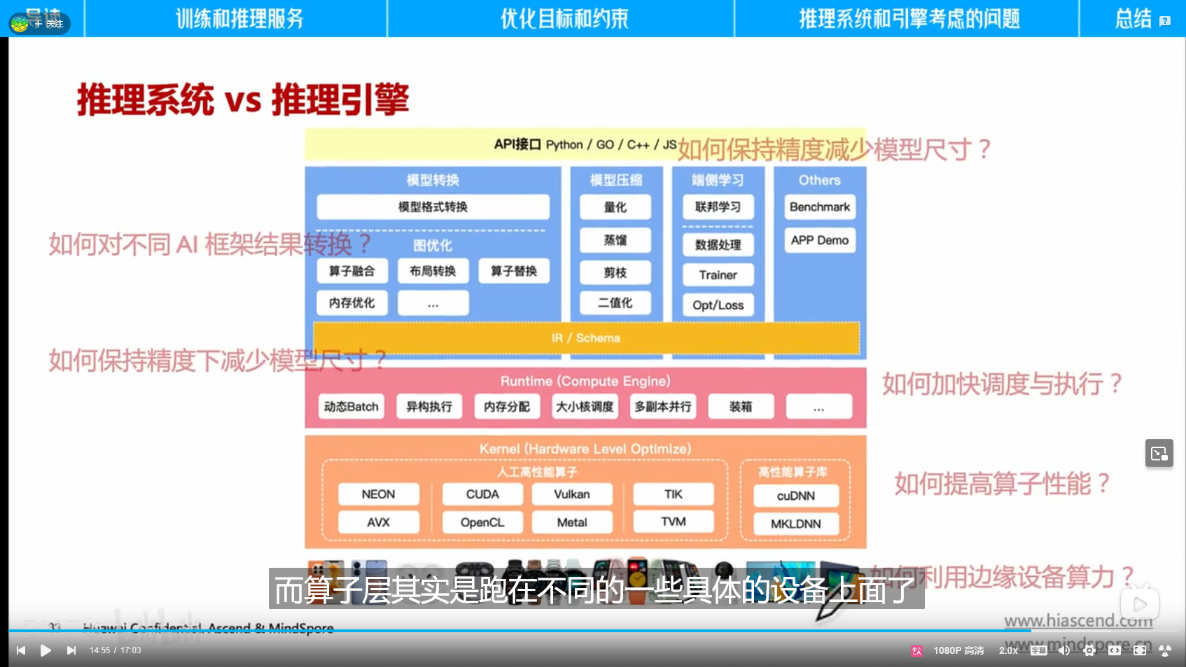 导读
+ 关注
训练和推理服务
优化目标和约束
推理系统和引擎考虑的问题
总结
推理系统 vs 推理引擎
API接口 Python / GO / C++ / JS
如何保持精度减少模型尺寸？
模型转换
模型压缩
端侧学习
Others
模型格式转换
量化
联邦学习
Benchmark
如何对不同 AI 框架结果转换？
图优化
蒸馏
数据处理
APP Demo
算子融合
布局转换
算子替换
剪枝
Trainer
内存优化
...
二值化
Opt/Loss
IR / Schema
如何保持精度下减少模型尺寸？
Runtime (Compute Engine)
如何加快调度与执行？
动态Batch
异构执行
内存分配
大小核调度
多副本并行
装箱
...
Kernel (Hardware Level Optimize)
人工高性能算子
高性能算子库
如何提高算子性能？
NEON
CUDA
Vulkan
TIK
cuDNN
AVX
OpenCL
Metal
TVM
MKLDNN
如何利用边缘设备算力？
而算子层其实是跑在不同的一些具体的设备上面了
www.hiascend.com
33
Huawei Confidential. Ascend & MindSpore
www.mindspore.cn
14:55 / 17:03
1080P 高清
2.0x
字幕